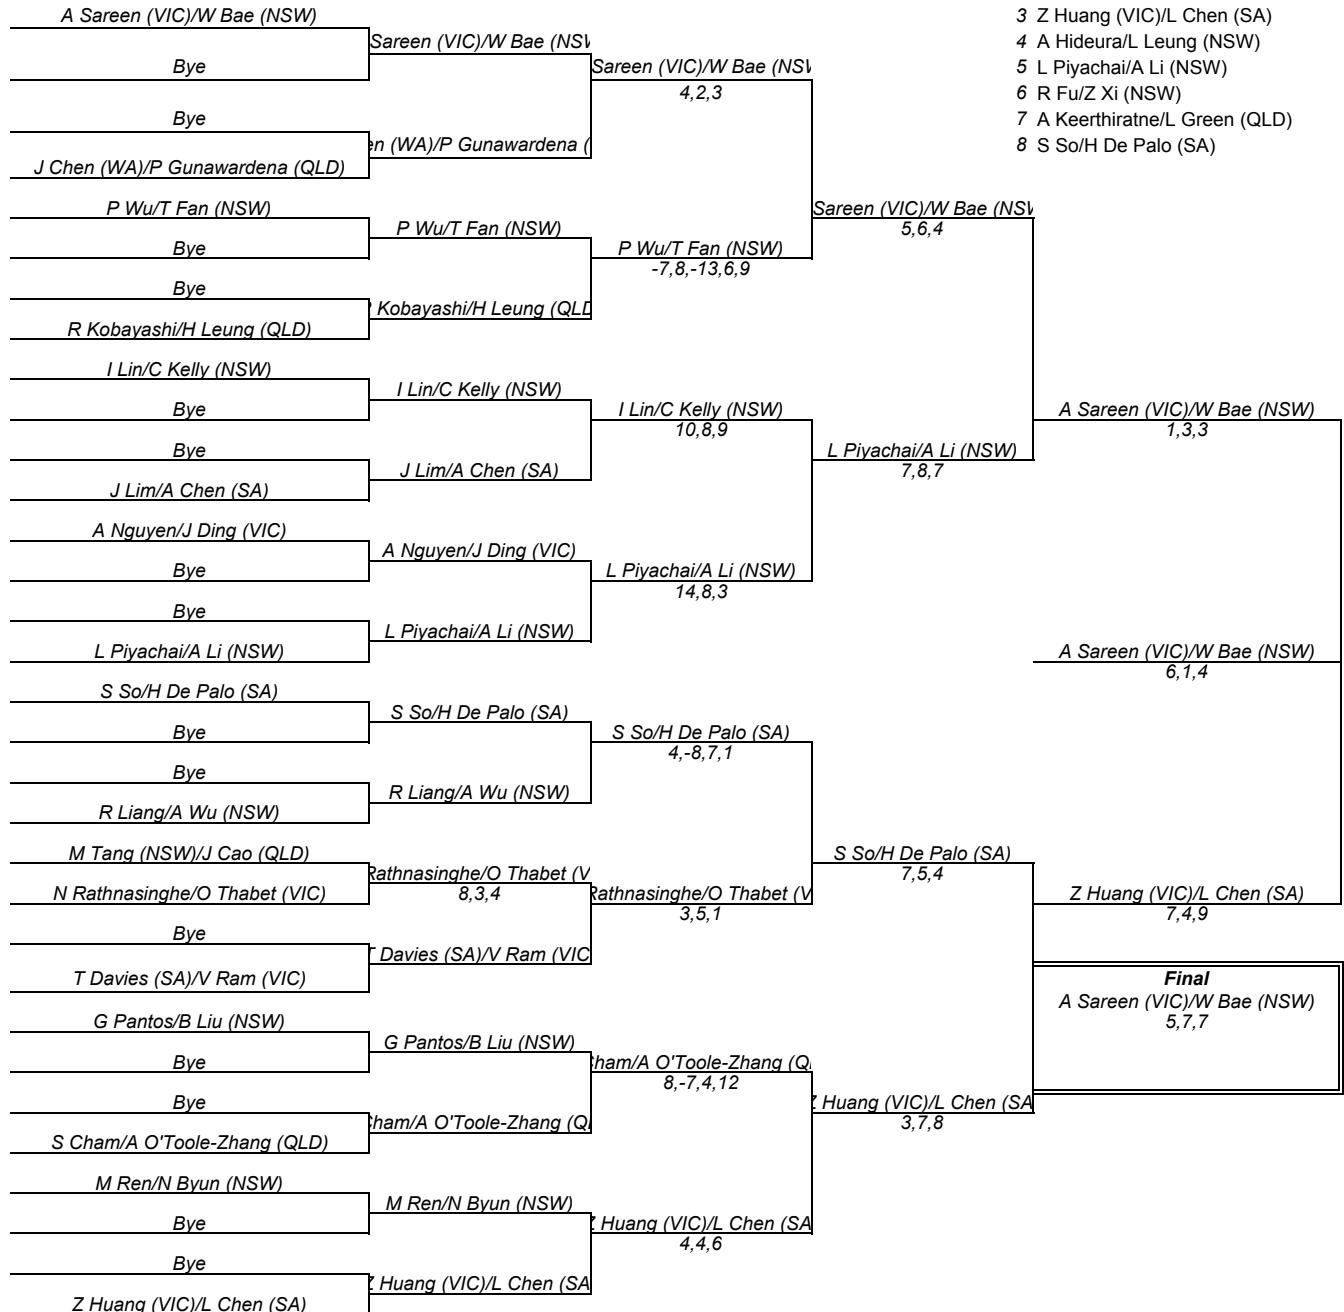 A Sareen (VIC)/W Bae (NSW)
Bye
Bye
J Chen (WA)/P Gunawardena (QLD)
P Wu/T Fan (NSW)
Bye
Bye
R Kobayashi/H Leung (QLD)
I Lin/C Kelly (NSW)
Bye
Bye
J Lim/A Chen (SA)
A Nguyen/J Ding (VIC)
Bye
Bye
L Piyachai/A Li (NSW)
S So/H De Palo (SA)
Bye
Bye
R Liang/A Wu (NSW)
M Tang (NSW)/J Cao (QLD)
N Rathnasinghe/O Thabet (VIC)
Bye
T Davies (SA)/V Ram (VIC)
G Pantos/B Liu (NSW)
Bye
Bye
S Cham/A O'Toole-Zhang (QLD)
M Ren/N Byun (NSW)
Bye
Bye
Z Huang (VIC)/L Chen (SA)
Sareen (VIC)/W Bae (NSW
en (WA)/P Gunawardena (
P Wu/T Fan (NSW)
Kobayashi/H Leung (QLD
I Lin/C Kelly (NSW)
J Lim/A Chen (SA)
A Nguyen/J Ding (VIC)
L Piyachai/A Li (NSW)
S So/H De Palo (SA)
R Liang/A Wu (NSW)
Rathnasinghe/O Thabet (V
8,3,4
T Davies (SA)/V Ram (VIC
G Pantos/B Liu (NSW)
Cham/A O'Toole-Zhang (Q
M Ren/N Byun (NSW)
Z Huang (VIC)/L Chen (SA
Sareen (VIC)/W Bae (NSW
4,2,3
P Wu/T Fan (NSW)
-7,8,-13,6,9
I Lin/C Kelly (NSW)
10,8,9
L Piyachai/A Li (NSW)
14,8,3
S So/H De Palo (SA)
4,-8,7,1
Rathnasinghe/O Thabet (V
3,5,1
Cham/A O'Toole-Zhang (Q
8,-7,4,12
Z Huang (VIC)/L Chen (SA
4,4,6
Sareen (VIC)/W Bae (NSW
5,6,4
L Piyachai/A Li (NSW)
7,8,7
S So/H De Palo (SA)
7,5,4
Z Huang (VIC)/L Chen (SA
3,7,8
3 Z Huang (VIC)/L Chen (SA)
4 A Hideura/L Leung (NSW)
5 L Piyachai/A Li (NSW)
6 R Fu/Z Xi (NSW)
7 A Keerthiratne/L Green (QLD)
8 S So/H De Palo (SA)
A Sareen (VIC)/W Bae (NSW)
1,3,3
A Sareen (VIC)/W Bae (NSW)
6,1,4
Z Huang (VIC)/L Chen (SA)
7,4,9
Final
A Sareen (VIC)/W Bae (NSW)
5,7,7